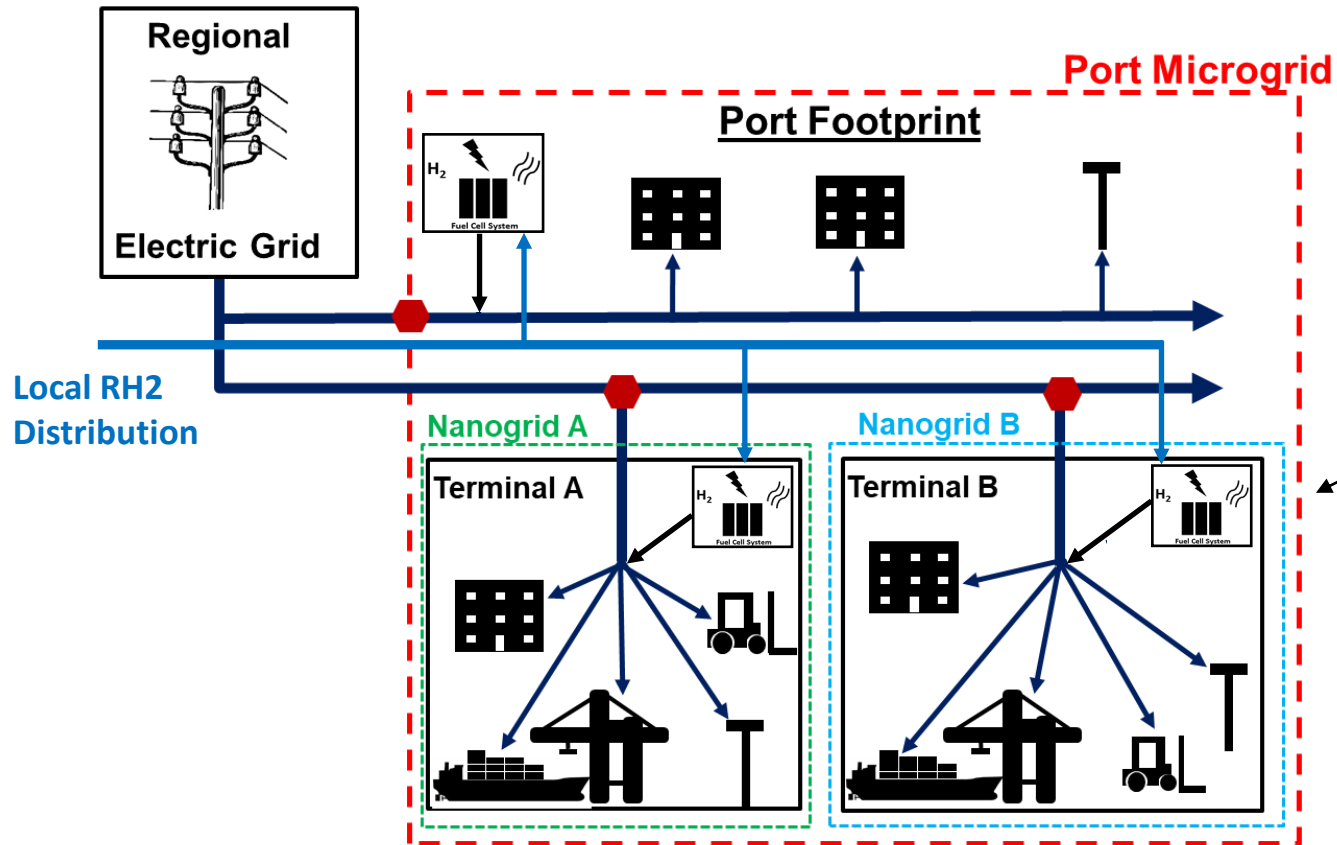 Regional
Electric Grid
Port Microgrid
Port Footprint
H2
Fuel Cell System
Local RH2
Distribution
Nanogrid A
Nanogrid B
Terminal A
H2
Fuel Cell System
Terminal B
H2
Fuel Cell System